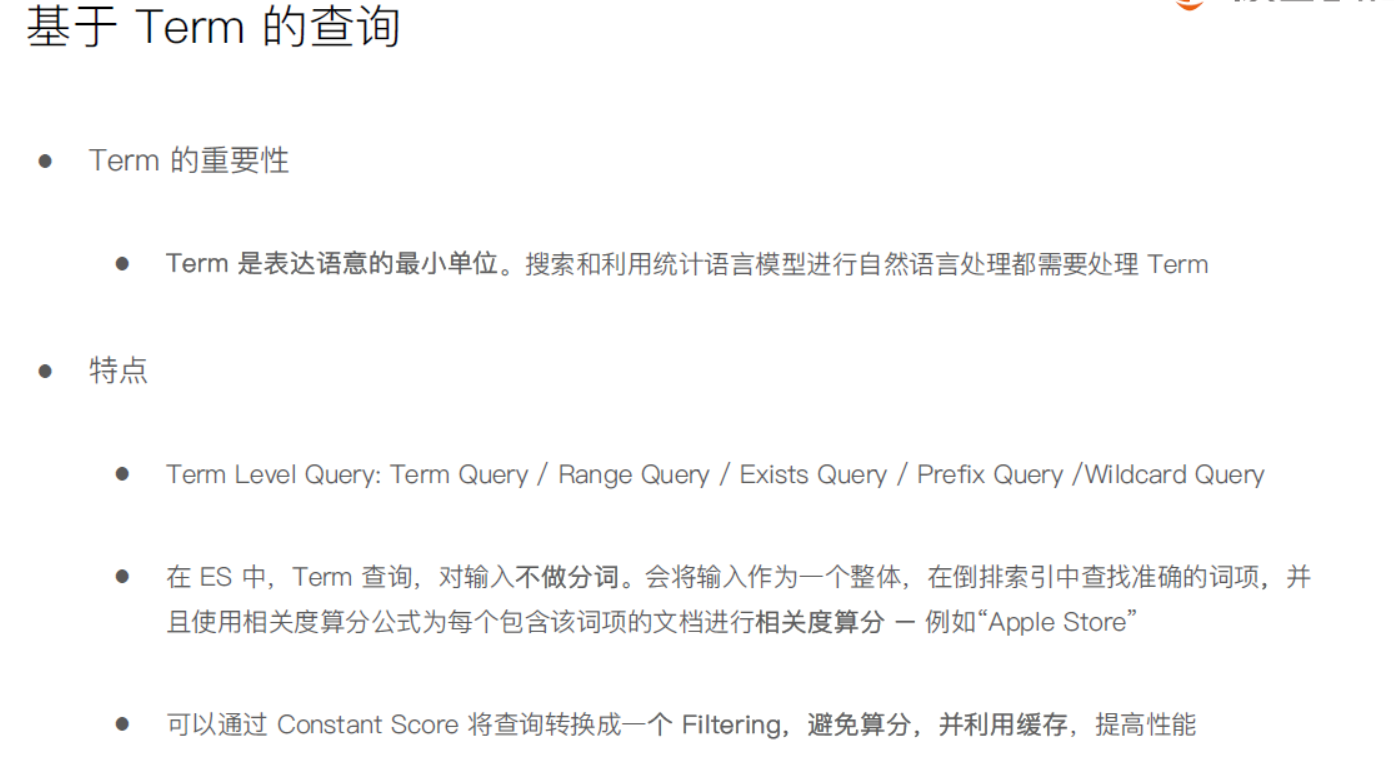 基于 Term 的查询
Term 的重要性
Term 是表达语意的最小单位。搜索和利用统计语言模型进行自然语言处理都需要处理 Term
特点
Term Level Query: Term Query / Range Query / Exists Query / Prefix Query /Wildcard Query
在 ES 中，Term 查询，对输入不做分词。会将输入作为一个整体，在倒排索引中查找准确的词项，并
且使用相关度算分公式为每个包含该词项的文档进行相关度算分 – 例如“Apple Store”
可以通过 Constant Score 将查询转换成一个 Filtering，避免算分，并利用缓存，提高性能